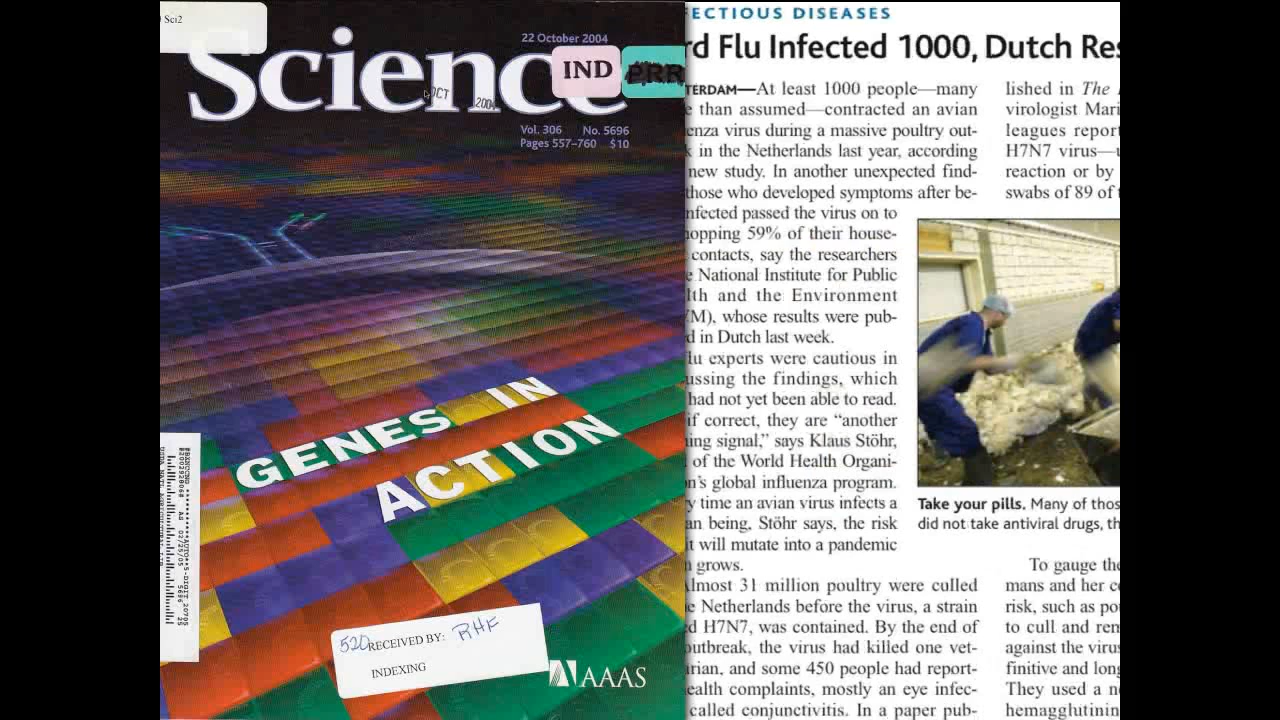 Sci2
Science
22 October 2004
IND
PRR
OCT 2004
Vol. 306 No. 5696
Pages 557–760 $10
GENES IN
ACTION
520 RECEIVED BY: RHF
INDEXING
AAAS
FECTIOUS DISEASES
rd Flu Infected 1000, Dutch Res
TERDAM—At least 1000 people—many
e than assumed—contracted an avian
enza virus during a massive poultry out-
k in the Netherlands last year, according
new study. In another unexpected find-
those who developed symptoms after be-
nfected passed the virus on to
hopping 59% of their house-
contacts, say the researchers
e National Institute for Public
lth and the Environment
M), whose results were pub-
d in Dutch last week.
lu experts were cautious in
ussing the findings, which
had not yet been able to read.
if correct, they are “another
ing signal,” says Klaus Stöhr,
of the World Health Organi-
n’s global influenza program.
y time an avian virus infects a
an being, Stöhr says, the risk
it will mutate into a pandemic
n grows.
lmost 31 million poultry were culled
e Netherlands before the virus, a strain
d H7N7, was contained. By the end of
outbreak, the virus had killed one vet-
arian, and some 450 people had report-
ealth complaints, mostly an eye infec-
called conjunctivitis. In a paper pub-
lished in The
virologist Mari
leagues report
H7N7 virus—u
reaction or by
swabs of 89 of t
Take your pills. Many of thos
did not take antiviral drugs, th
To gauge the
mans and her co
risk, such as po
to cull and rem
against the virus
finitive and long
They used a n
hemagglutinin